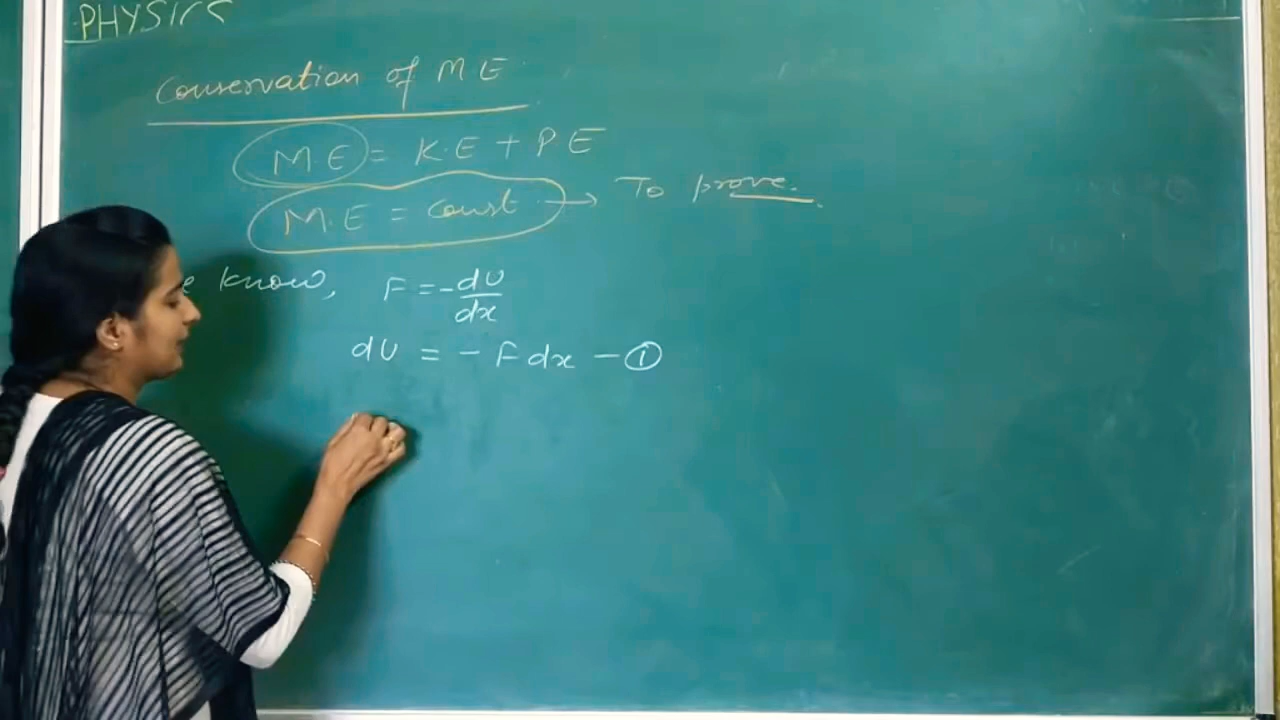 PHYSICS
Conservation of M E
M.E = K.E + P E
M.E = Const → To prove.
know, F = -dU/dx
dU = - F dx - ①